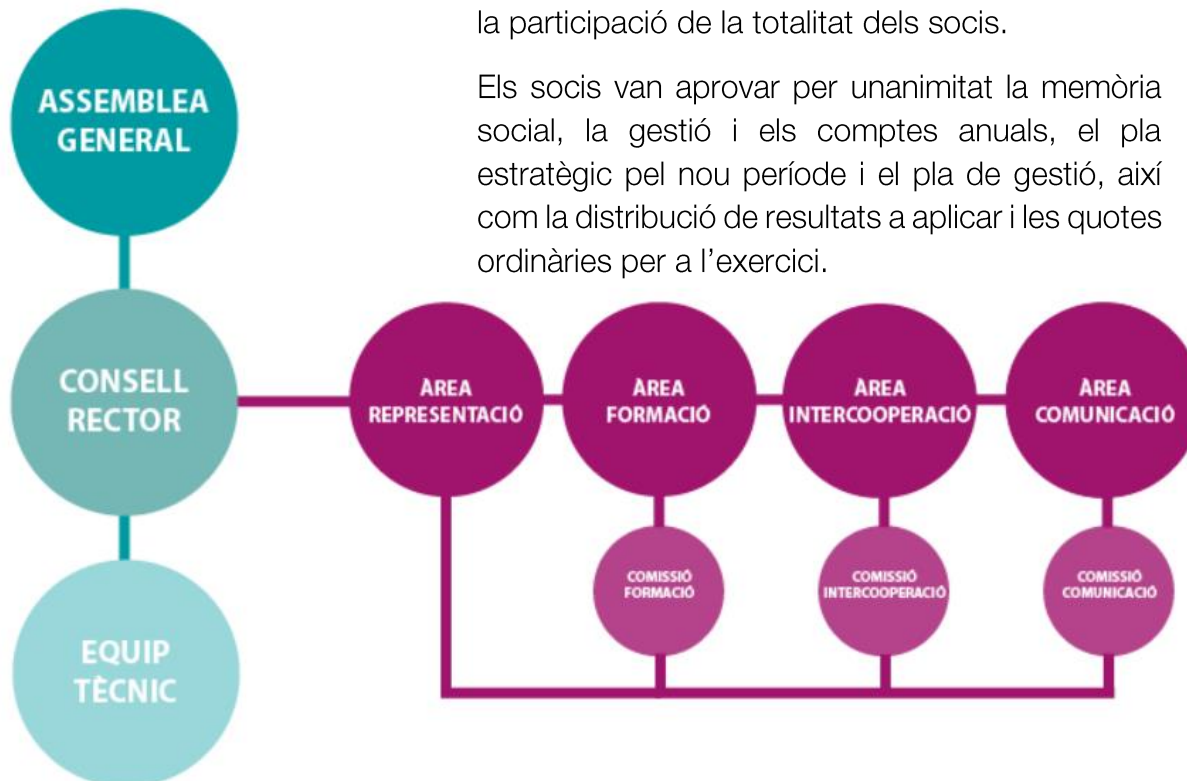 la participació de la totalitat dels socis.
Els socis van aprovar per unanimitat la memòria
social, la gestió i els comptes anuals, el pla
estratègic pel nou període i el pla de gestió, així
com la distribució de resultats a aplicar i les quotes
ordinàries per a l'exercici.
ASSEMBLEA
GENERAL
CONSELL
RECTOR
EQUIP
TÈCNIC
ÀREA
REPRESENTACIÓ
ÀREA
FORMACIÓ
ÀREA
INTERCOOPERACIÓ
ÀREA
COMUNICACIÓ
COMISSIÓ
FORMACIÓ
COMISSIÓ
INTERCOOPERACIÓ
COMISSIÓ
COMUNICACIÓ